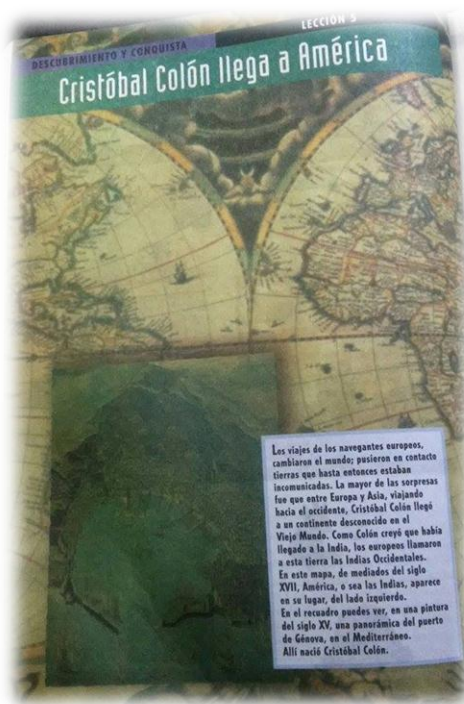 LECCIÓN 5
DESCUBRIMIENTO Y CONQUISTA
Cristóbal Colón llega a América
Los viajes de los navegantes europeos,
cambiaron el mundo; pusieron en contacto
tierras que hasta entonces estaban
incomunicadas. La mayor de las sorpresas
fue que entre Europa y Asia, viajando
hacia el occidente, Cristóbal Colón llegó
a un continente desconocido en el
Viejo Mundo. Como Colón creyó que había
llegado a la India, los europeos llamaron
a esta tierra las Indias Occidentales.
En este mapa, de mediados del siglo
XVII, América, o sea las Indias, aparece
en su lugar, del lado izquierdo.
En el recuadro puedes ver, en una pintura
del siglo XV, una panorámica del puerto
de Génova, en el Mediterráneo.
Allí nació Cristóbal Colón.